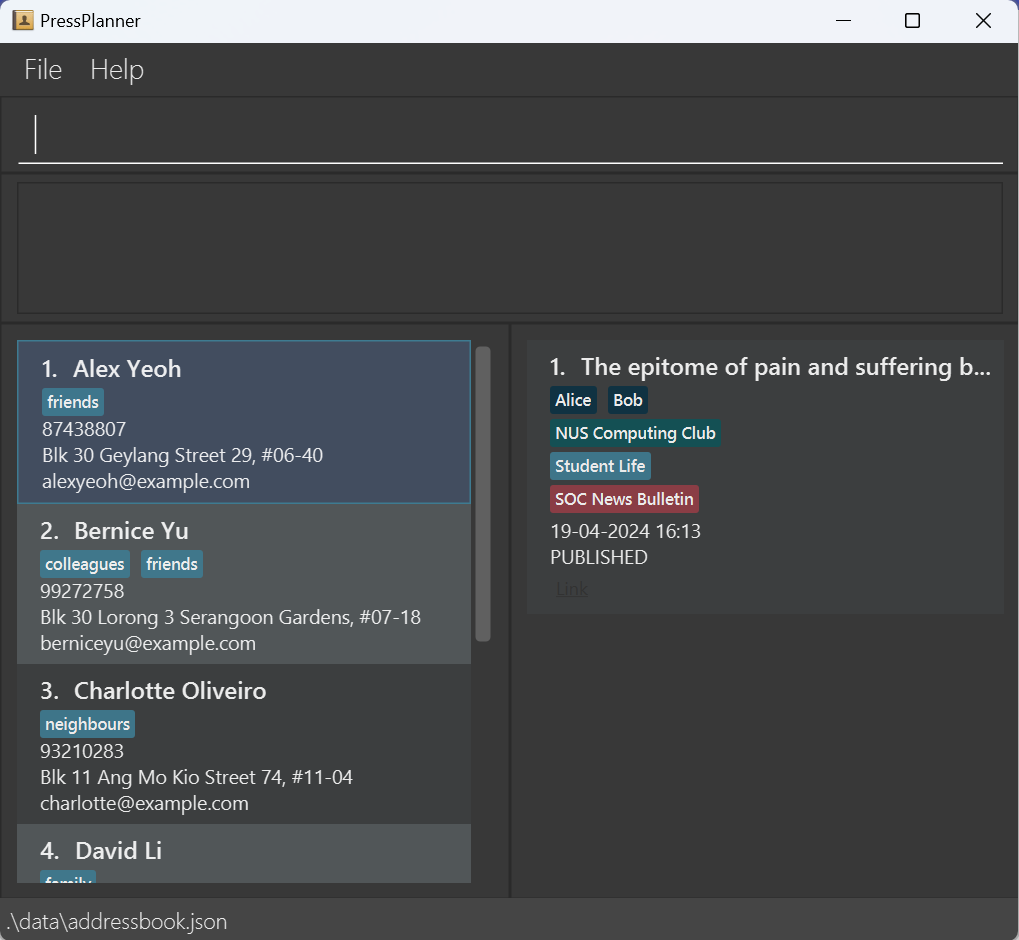 PressPlanner
File Help
1. Alex Yeoh
friends
87438807
Blk 30 Geylang Street 29, #06-40
alexyeoh@example.com
2. Bernice Yu
colleagues friends
99272758
Blk 30 Lorong 3 Serangoon Gardens, #07-18
berniceyu@example.com
3. Charlotte Oliveiro
neighbours
93210283
Blk 11 Ang Mo Kio Street 74, #11-04
charlotte@example.com
4. David Li
family
1. The epitome of pain and suffering b...
Alice Bob
NUS Computing Club
Student Life
SOC News Bulletin
19-04-2024 16:13
PUBLISHED
Link
.\data\addressbook.json